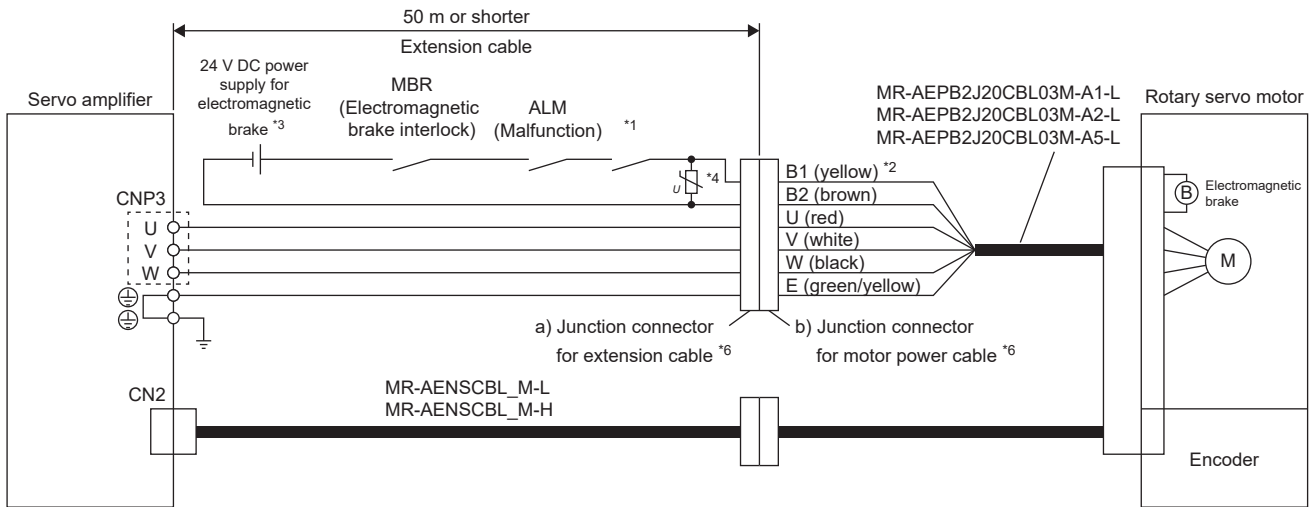 50 m or shorter
Extension cable
24 V DC power
supply for
electromagnetic
brake *3
MBR
(Electromagnetic
brake interlock)
ALM
(Malfunction)
*1
Servo amplifier
MR-AEPB2J20CBL03M-A1-L
MR-AEPB2J20CBL03M-A2-L
MR-AEPB2J20CBL03M-A5-L
Rotary servo motor
U
*4
B1 (yellow) *2
B2 (brown)
U (red)
V (white)
W (black)
E (green/yellow)
B
Electromagnetic
brake
M
CNP3
U
V
W
a) Junction connector
for extension cable *6
b) Junction connector
for motor power cable *6
CN2
MR-AENSCBL_M-L
MR-AENSCBL_M-H
Encoder